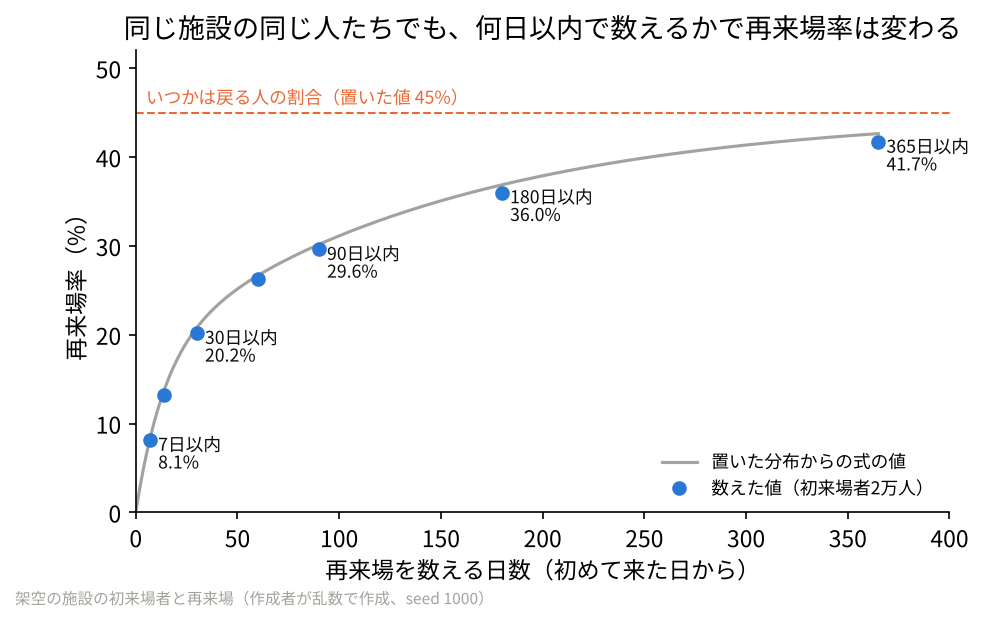 同じ施設の同じ人たちでも、何日以内で数えるかで再来場率は変わる
50
40
30
20
10
0
再来場率（%）
いつかは戻る人の割合（置いた値 45%）
365日以内
41.7%
180日以内
36.0%
90日以内
29.6%
30日以内
20.2%
7日以内
8.1%
置いた分布からの式の値
数えた値（初来場者2万人）
0 50 100 150 200 250 300 350 400
再来場を数える日数（初めて来た日から）
架空の施設の初来場者と再来場（作成者が乱数で作成、seed 1000）